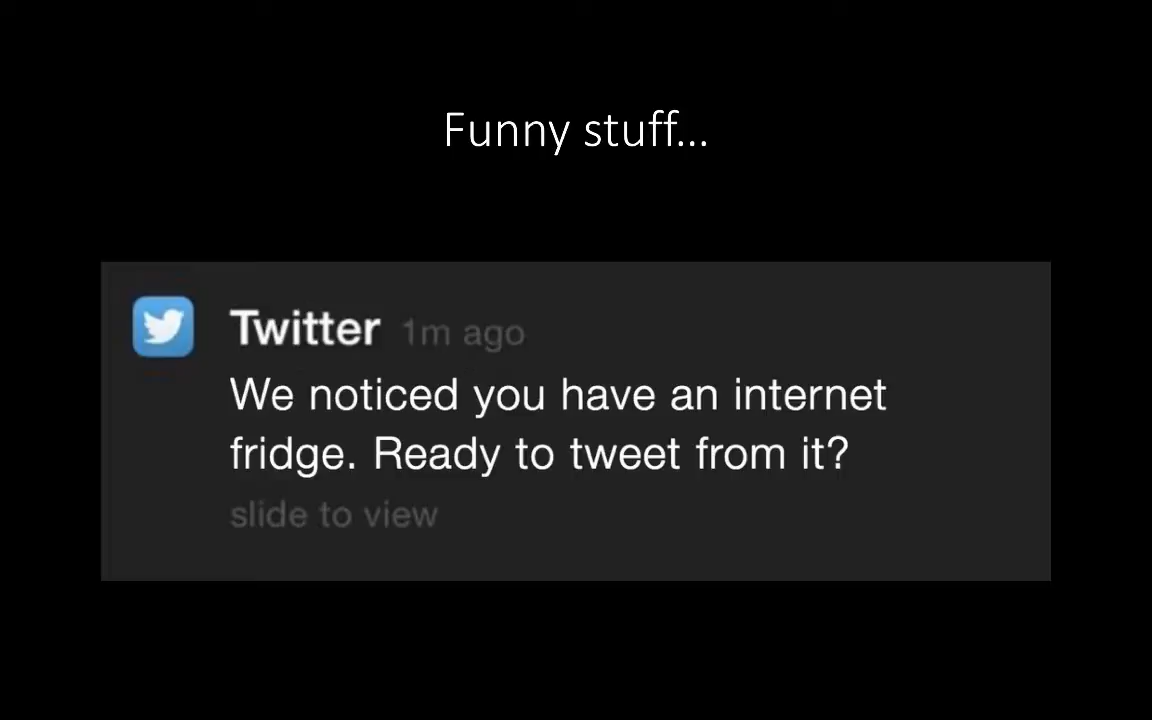 Funny stuff...
Twitter 1m ago
We noticed you have an internet
fridge. Ready to tweet from it?
slide to view